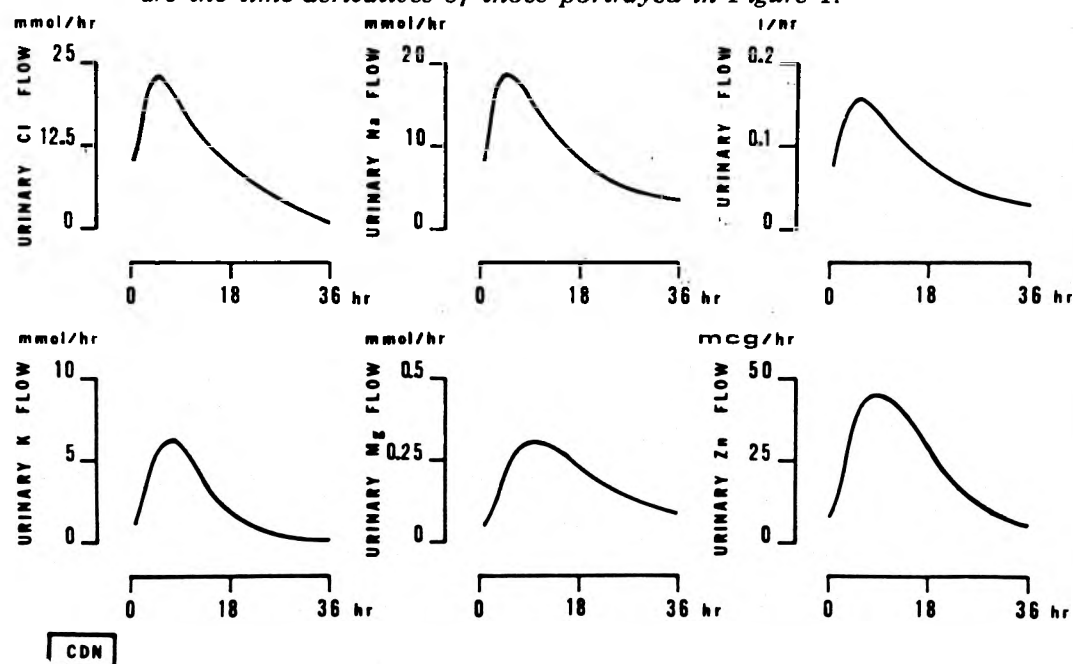 are the time-derivatives of those portrayed in Figure 1.
mmol/hr
URINARY Cl FLOW
25
12.5
0
0 18 36 hr
mmol/hr
URINARY Na FLOW
20
10
0
0 18 36 hr
l/hr
URINARY FLOW
0.2
0.1
0
0 18 36 hr
mmol/hr
URINARY K FLOW
10
5
0
0 18 36 hr
mmol/hr
URINARY Mg FLOW
0.5
0.25
0
0 18 36 hr
mcg/hr
URINARY Zn FLOW
50
25
0
0 18 36 hr
CDN